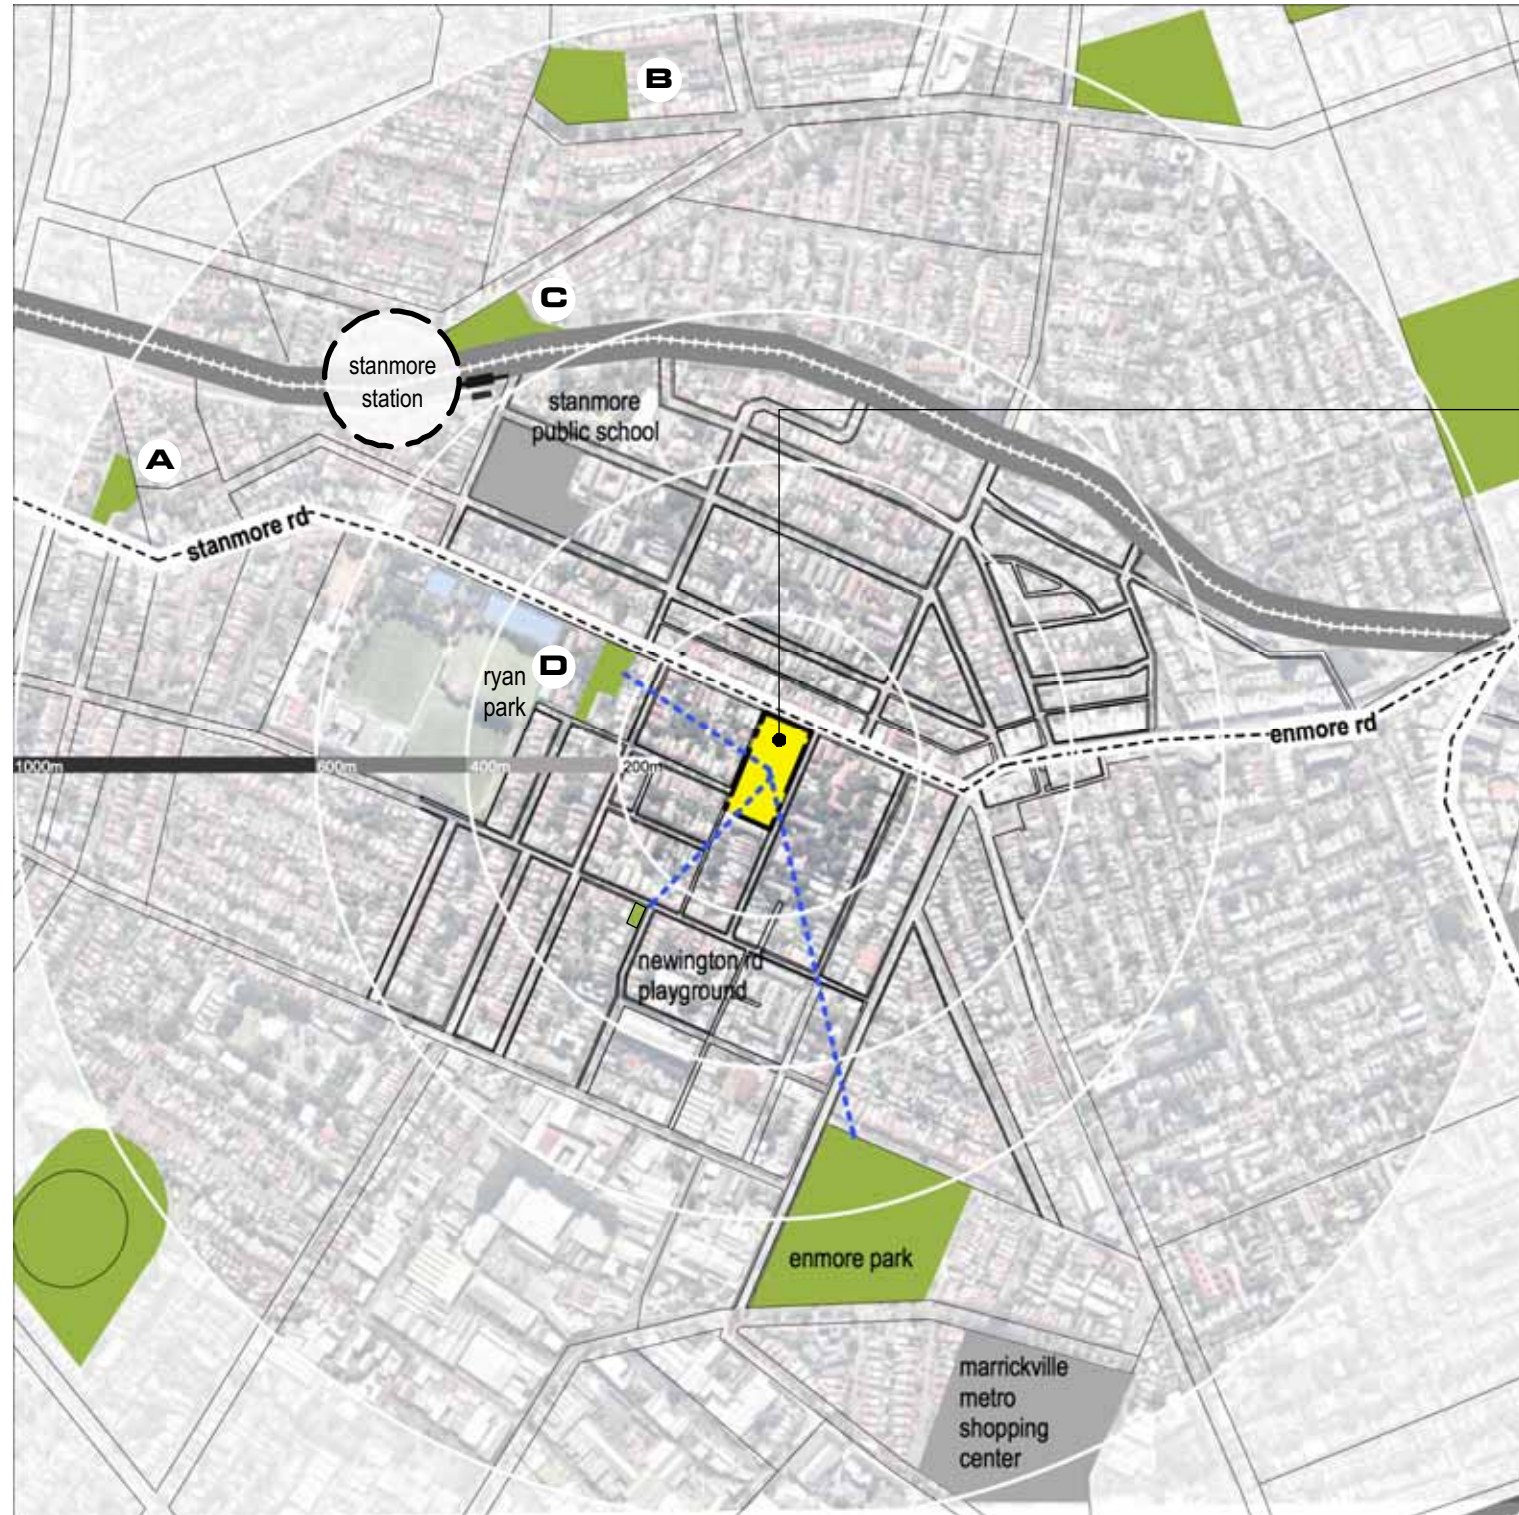 B
C
stanmore
station
stanmore
public school
A
stanmore rd
D
ryan
park
enmore rd
1000m
600m
400m
200m
newington rd
playground
enmore park
marrickville
metro
shopping
center